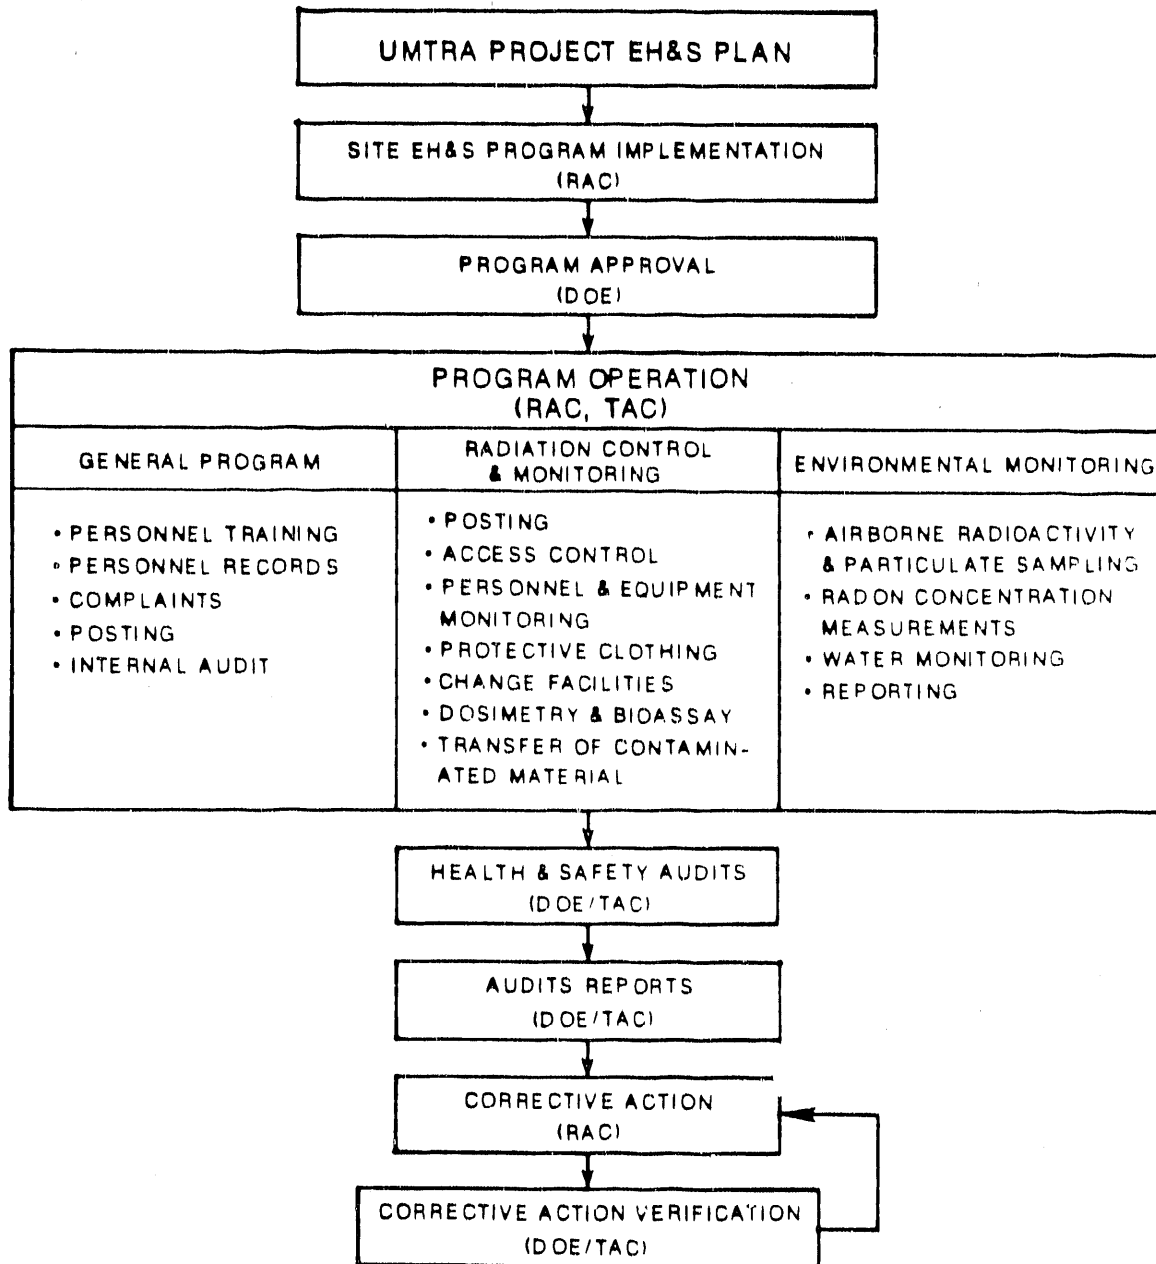 UMTRA PROJECT EH&S PLAN
SITE EH&S PROGRAM IMPLEMENTATION
(RAC)
PROGRAM APPROVAL
(DOE)
PROGRAM OPERATION
(RAC, TAC)
GENERAL PROGRAM
• PERSONNEL TRAINING
• PERSONNEL RECORDS
• COMPLAINTS
• POSTING
• INTERNAL AUDIT
RADIATION CONTROL
& MONITORING
• POSTING
• ACCESS CONTROL
• PERSONNEL & EQUIPMENT
MONITORING
• PROTECTIVE CLOTHING
• CHANGE FACILITIES
• DOSIMETRY & BIOASSAY
• TRANSFER OF CONTAMIN-
ATED MATERIAL
ENVIRONMENTAL MONITORING
• AIRBORNE RADIOACTIVITY
& PARTICULATE SAMPLING
• RADON CONCENTRATION
MEASUREMENTS
• WATER MONITORING
• REPORTING
HEALTH & SAFETY AUDITS
(DOE/TAC)
AUDITS REPORTS
(DOE/TAC)
CORRECTIVE ACTION
(RAC)
CORRECTIVE ACTION VERIFICATION
(DOE/TAC)